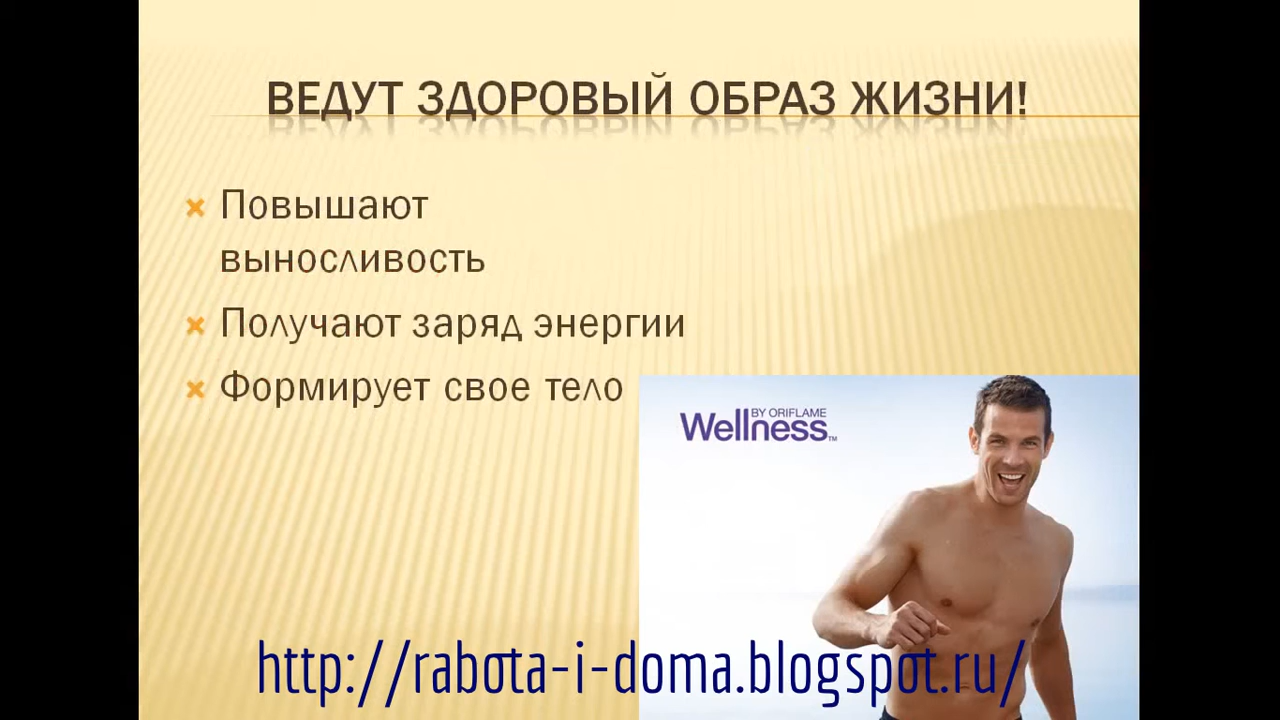 ВЕДУТ ЗДОРОВЫЙ ОБРАЗ ЖИЗНИ!
Повышают
выносливость
Получают заряд энергии
Формирует свое тело
Wellness BY ORIFLAME™
http://rabota-i-doma.blogspot.ru/